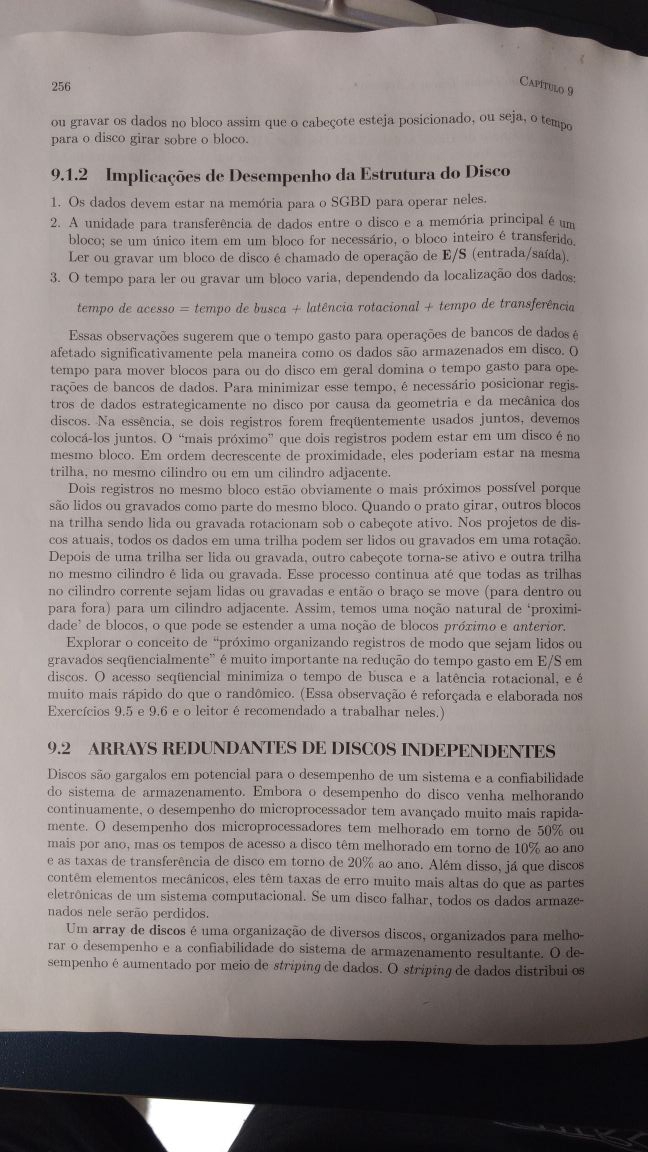 256
CAPÍTULO 9
ou gravar os dados no bloco assim que o cabeçote esteja posicionado, ou seja, o tempo
para o disco girar sobre o bloco.
9.1.2 Implicações de Desempenho da Estrutura do Disco
1. Os dados devem estar na memória para o SGBD para operar neles.
2. A unidade para transferência de dados entre o disco e a memória principal é um
bloco; se um único item em um bloco for necessário, o bloco inteiro é transferido.
Ler ou gravar um bloco de disco é chamado de operação de E/S (entrada/saída).
3. O tempo para ler ou gravar um bloco varia, dependendo da localização dos dados:
tempo de acesso = tempo de busca + latência rotacional + tempo de transferência
Essas observações sugerem que o tempo gasto para operações de bancos de dados é
afetado significativamente pela maneira como os dados são armazenados em disco. O
tempo para mover blocos para ou do disco em geral domina o tempo gasto para ope-
rações de bancos de dados. Para minimizar esse tempo, é necessário posicionar regis-
tros de dados estrategicamente no disco por causa da geometria e da mecânica dos
discos. Na essência, se dois registros forem freqüentemente usados juntos, devemos
colocá-los juntos. O “mais próximo” que dois registros podem estar em um disco é no
mesmo bloco. Em ordem decrescente de proximidade, eles poderiam estar na mesma
trilha, no mesmo cilindro ou em um cilindro adjacente.
Dois registros no mesmo bloco estão obviamente o mais próximos possível porque
são lidos ou gravados como parte do mesmo bloco. Quando o prato girar, outros blocos
na trilha sendo lida ou gravada rotacionam sob o cabeçote ativo. Nos projetos de dis-
cos atuais, todos os dados em uma trilha podem ser lidos ou gravados em uma rotação.
Depois de uma trilha ser lida ou gravada, outro cabeçote torna-se ativo e outra trilha
no mesmo cilindro é lida ou gravada. Esse processo continua até que todas as trilhas
no cilindro corrente sejam lidas ou gravadas e então o braço se move (para dentro ou
para fora) para um cilindro adjacente. Assim, temos uma noção natural de ‘proximi-
dade’ de blocos, o que pode se estender a uma noção de blocos próximo e anterior.
Explorar o conceito de “próximo organizando registros de modo que sejam lidos ou
gravados seqüencialmente” é muito importante na redução do tempo gasto em E/S em
discos. O acesso seqüencial minimiza o tempo de busca e a latência rotacional, e é
muito mais rápido do que o randômico. (Essa observação é reforçada e elaborada nos
Exercícios 9.5 e 9.6 e o leitor é recomendado a trabalhar neles.)
9.2 ARRAYS REDUNDANTES DE DISCOS INDEPENDENTES
Discos são gargalos em potencial para o desempenho de um sistema e a confiabilidade
do sistema de armazenamento. Embora o desempenho do disco venha melhorando
continuamente, o desempenho do microprocessador tem avançado muito mais rapida-
mente. O desempenho dos microprocessadores tem melhorado em torno de 50% ou
mais por ano, mas os tempos de acesso a disco têm melhorado em torno de 10% ao ano
e as taxas de transferência de disco em torno de 20% ao ano. Além disso, já que discos
contêm elementos mecânicos, eles têm taxas de erro muito mais altas do que as partes
eletrônicas de um sistema computacional. Se um disco falhar, todos os dados armaze-
nados nele serão perdidos.
Um array de discos é uma organização de diversos discos, organizados para melho-
rar o desempenho e a confiabilidade do sistema de armazenamento resultante. O de-
sempenho é aumentado por meio de striping de dados. O striping de dados distribui os